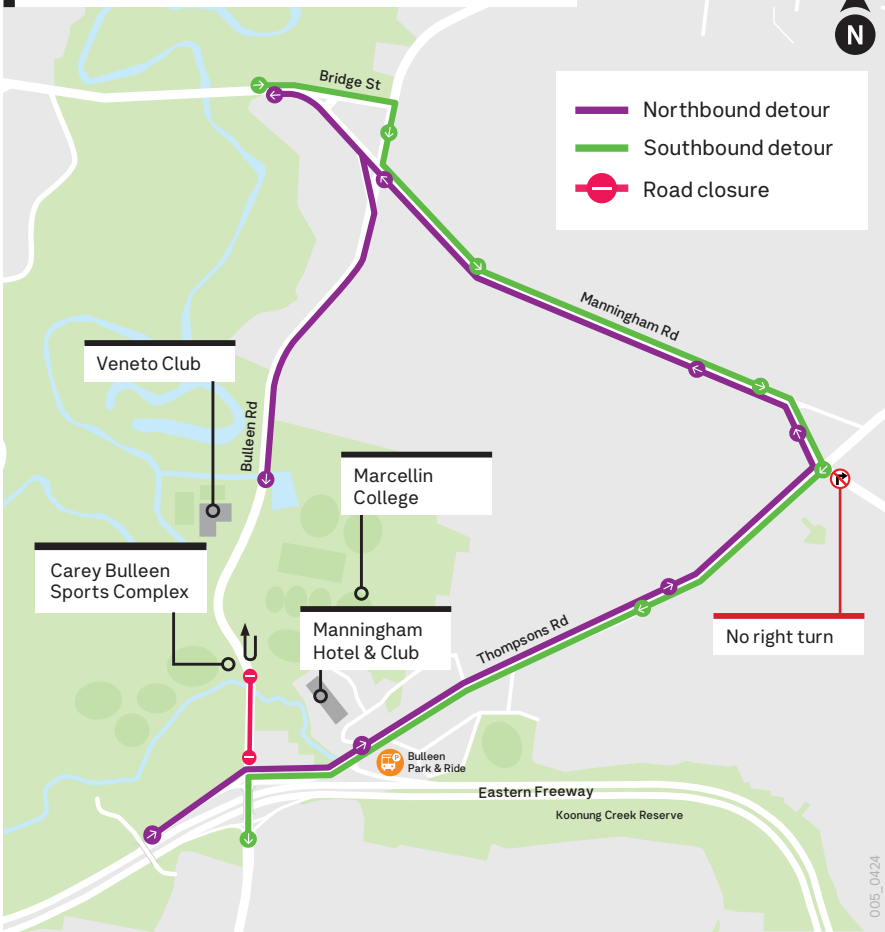 N
Northbound detour
Southbound detour
Road closure
Bridge St
Manningham Rd
Veneto Club
Bulleen Rd
Marcellin
College
Carey Bulleen
Sports Complex
Manningham
Hotel & Club
Thompsons Rd
No right turn
P
Bulleen
Park & Ride
Eastern Freeway
Koonung Creek Reserve
005_0424